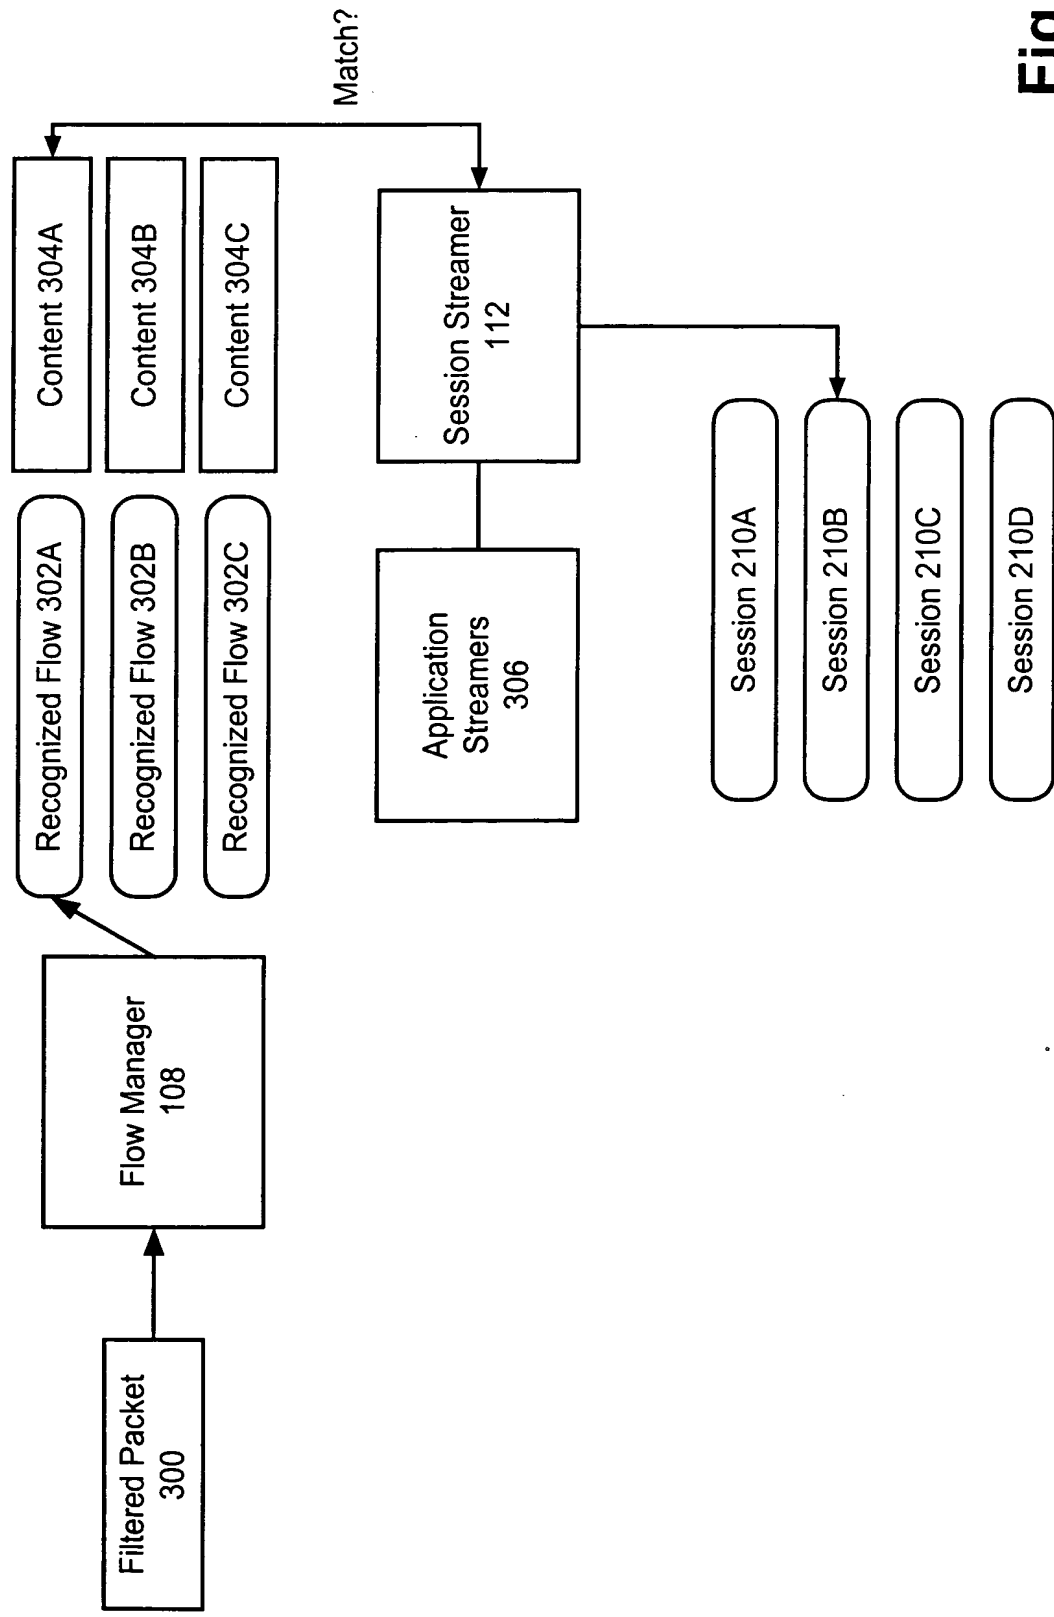 Filtered Packet
300
Flow Manager
108
Recognized Flow 302A
Content 304A
Recognized Flow 302B
Content 304B
Recognized Flow 302C
Content 304C
Match?
Application
Streamers
306
Session Streamer
112
Session 210A
Session 210B
Session 210C
Session 210D
Fig